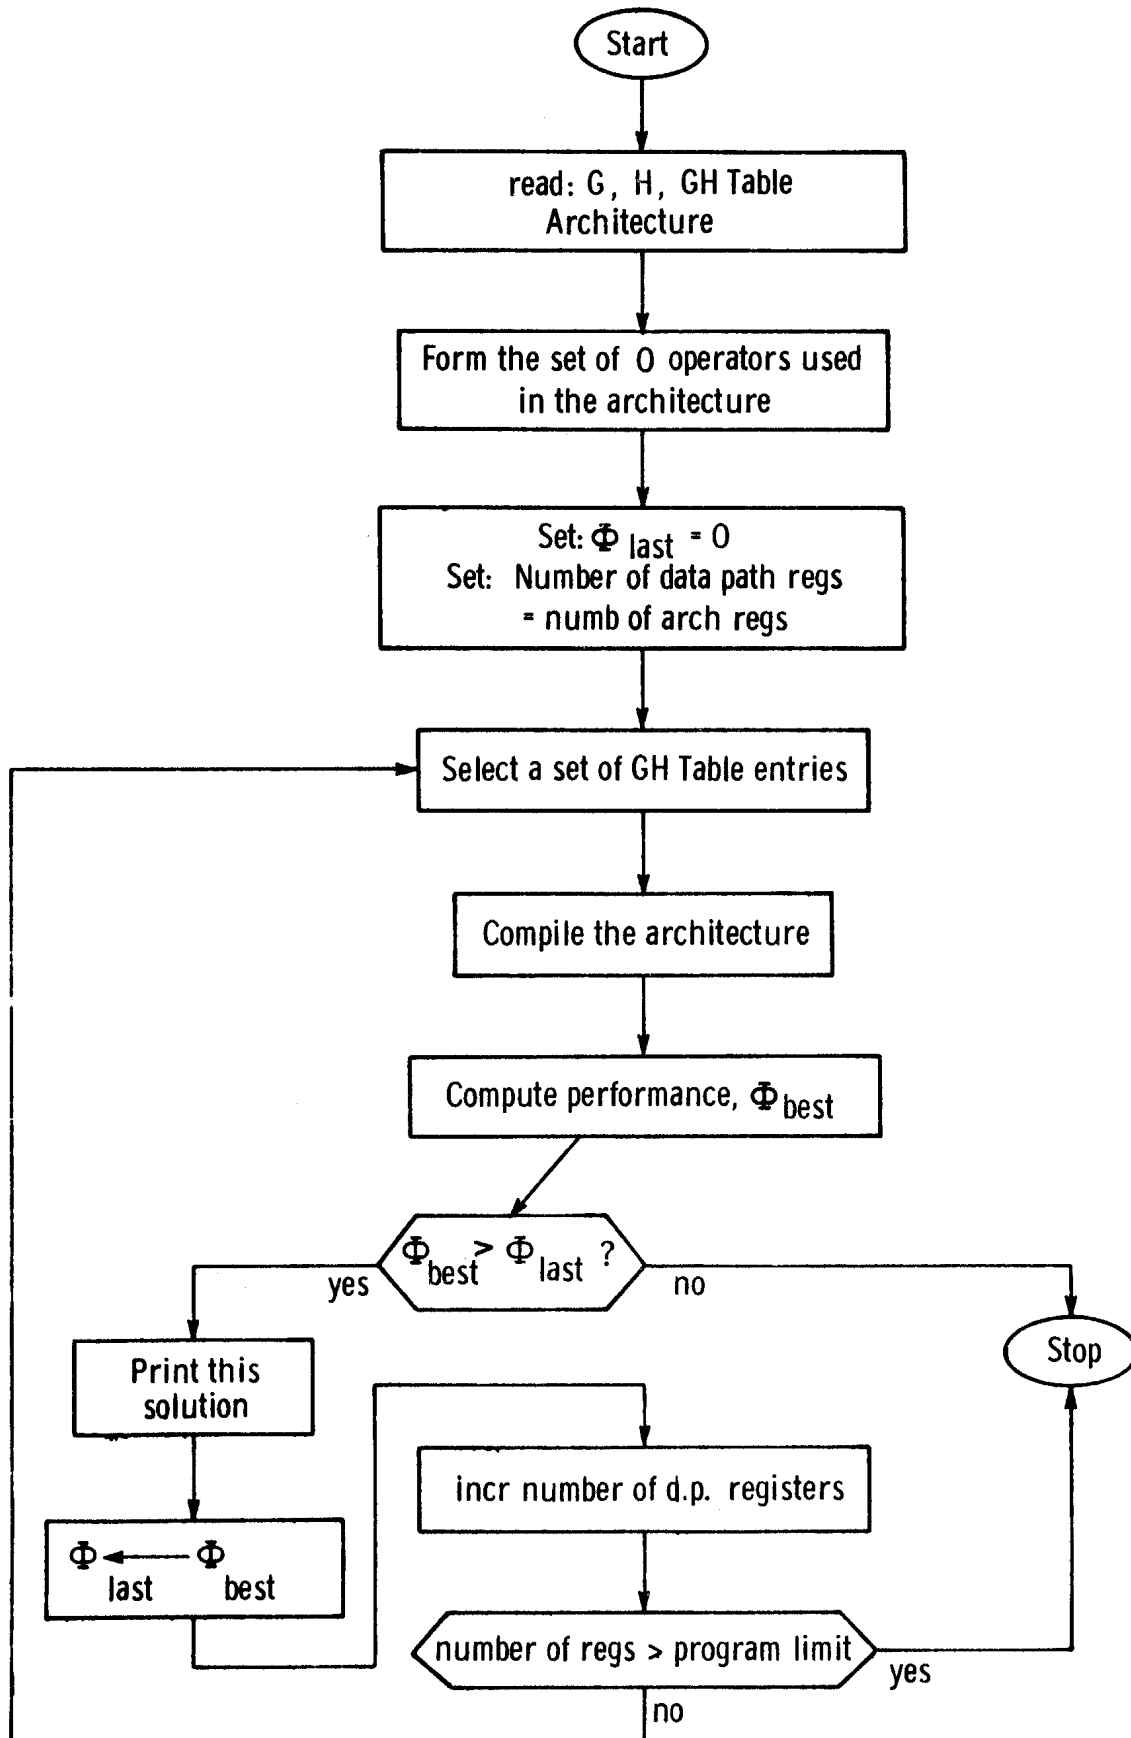 Start
read: G, H, GH Table
Architecture
Form the set of O operators used
in the architecture
Set: Φ last = 0
Set: Number of data path regs
= numb of arch regs
Select a set of GH Table entries
Compile the architecture
Compute performance, Φ best
Φ best > Φ last ?
yes
no
Print this
solution
Stop
Φ last ← Φ best
incr number of d.p. registers
number of regs > program limit
yes
no